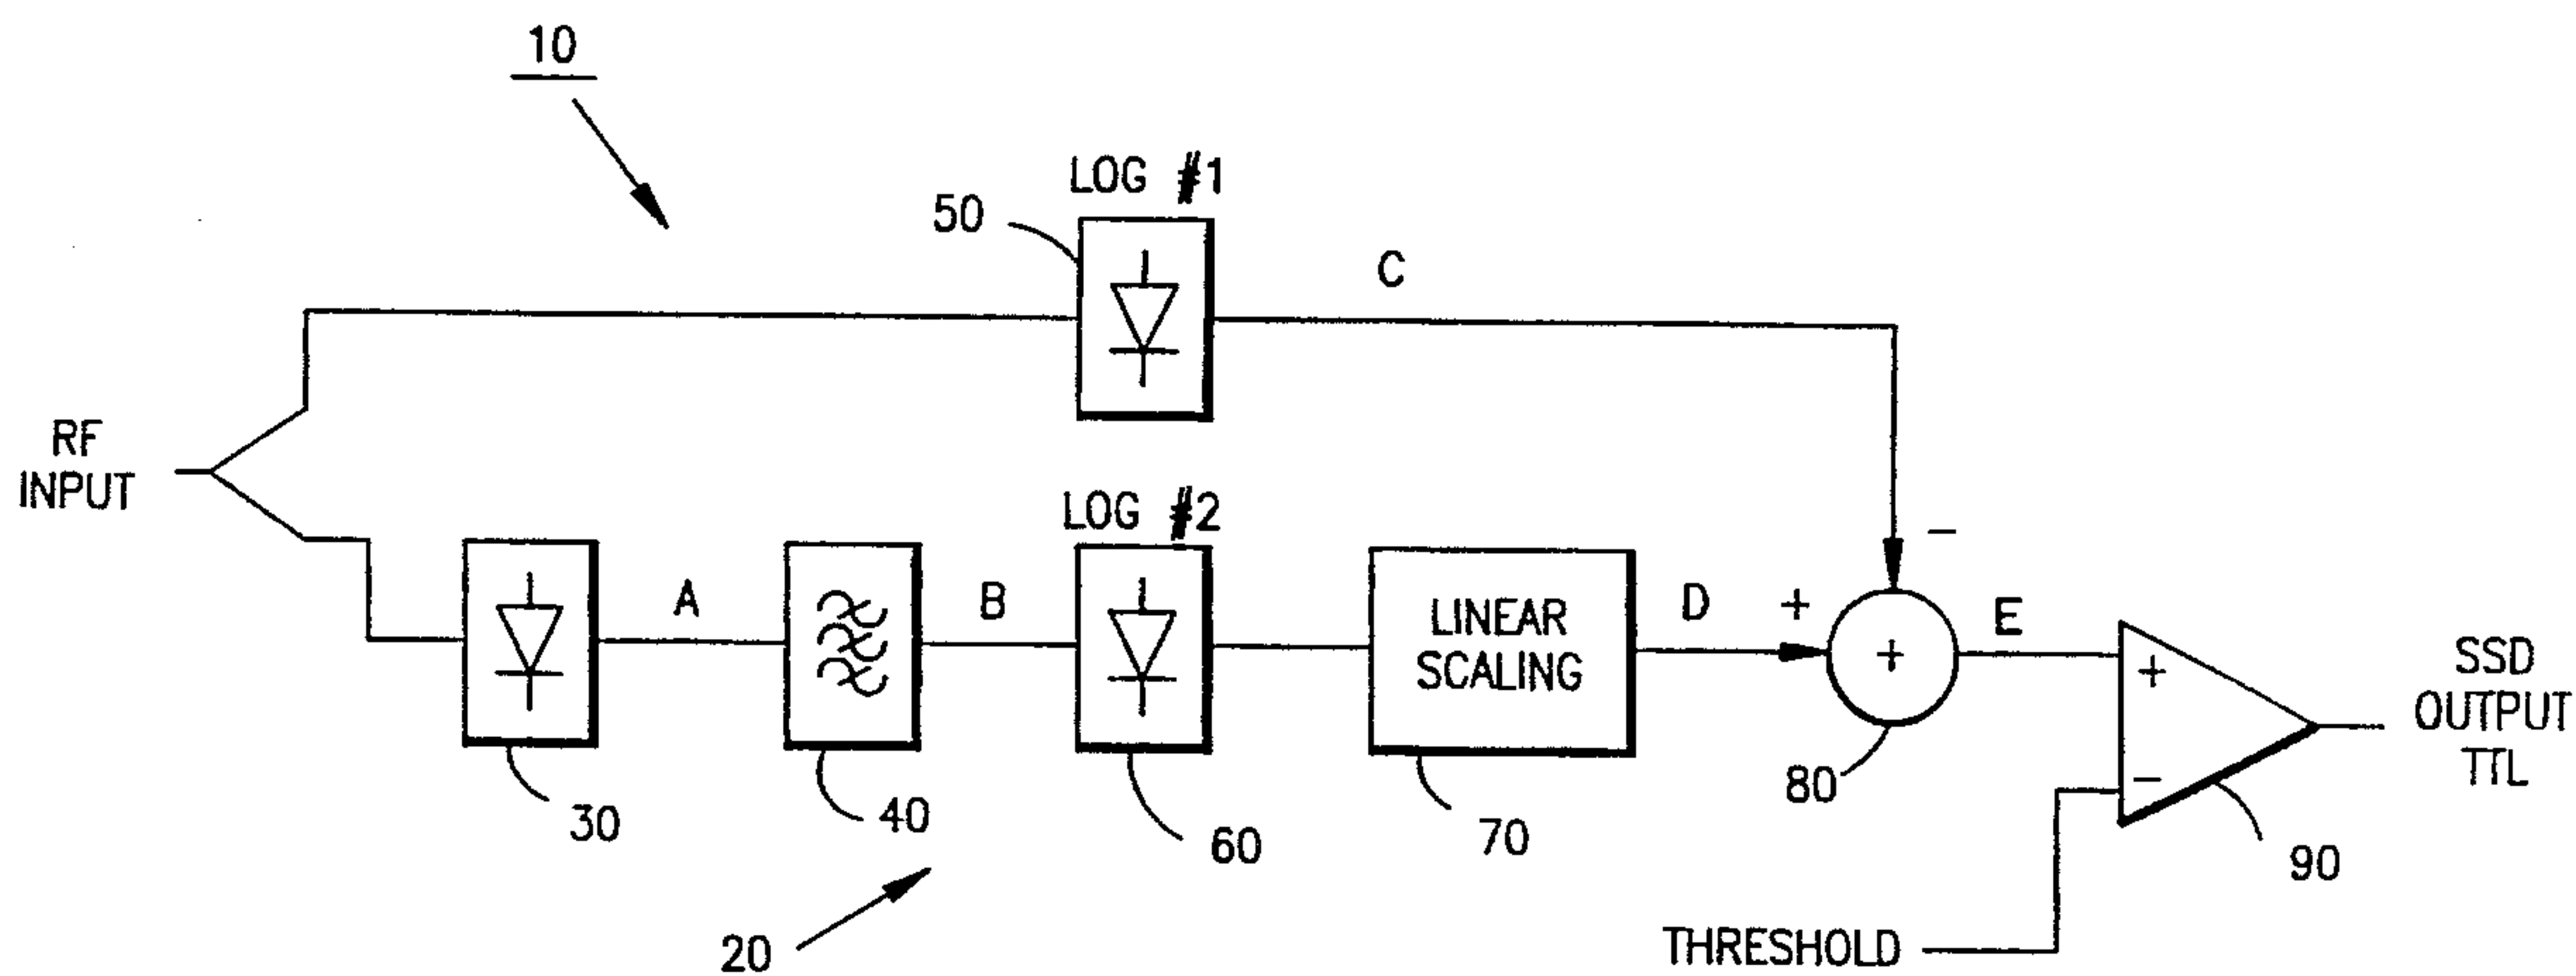 10
LOG #1
50
C
RF
INPUT
LOG #2
A
B
LINEAR
SCALING
D
+
-
+
E
+
-
SSD
OUTPUT
TTL
30
40
60
70
80
90
20
THRESHOLD